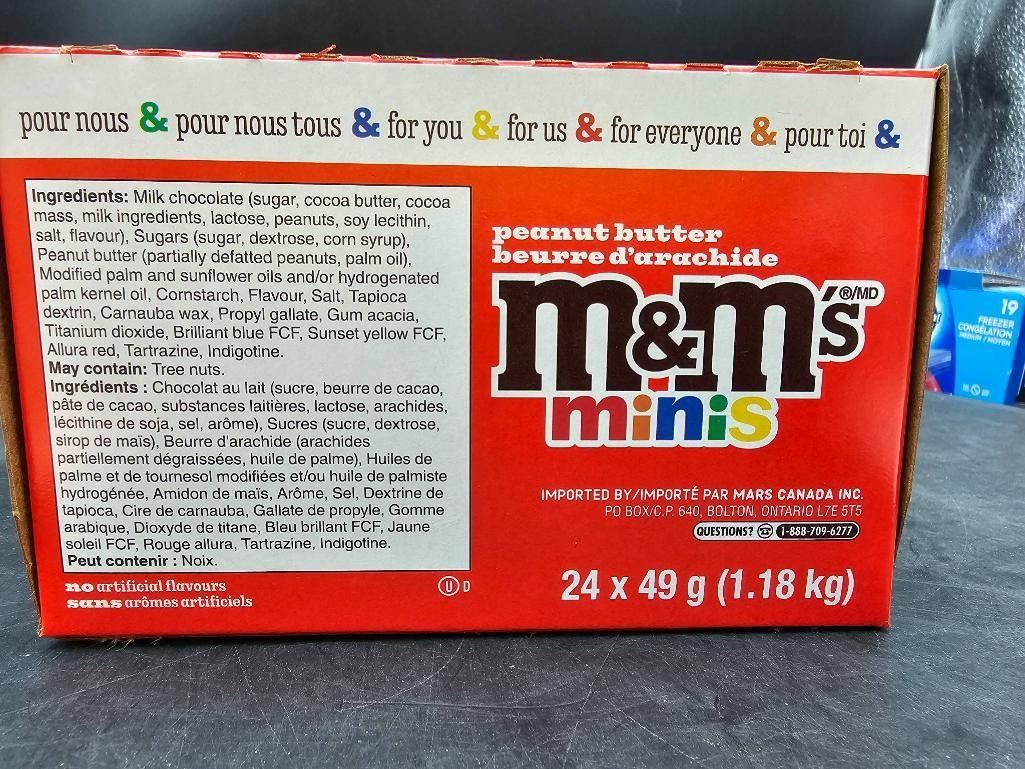 pour nous & pour nous tous & for you & for us & for everyone & pour toi &
Ingredients: Milk chocolate (sugar, cocoa butter, cocoa
mass, milk ingredients, lactose, peanuts, soy lecithin,
salt, flavour), Sugars (sugar, dextrose, corn syrup),
Peanut butter (partially defatted peanuts, palm oil),
Modified palm and sunflower oils and/or hydrogenated
palm kernel oil, Cornstarch, Flavour, Salt, Tapioca
dextrin, Carnauba wax, Propyl gallate, Gum acacia,
Titanium dioxide, Brilliant blue FCF, Sunset yellow FCF,
Allura red, Tartrazine, Indigotine.
May contain: Tree nuts.
Ingrédients : Chocolat au lait (sucre, beurre de cacao,
pâte de cacao, substances laitières, lactose, arachides,
lécithine de soja, sel, arôme), Sucres (sucre, dextrose,
sirop de maïs), Beurre d'arachide (arachides
partiellement dégraissées, huile de palme), Huiles de
palme et de tournesol modifiées et/ou huile de palmiste
hydrogénée, Amidon de maïs, Arôme, Sel, Dextrine de
tapioca, Cire de carnauba, Gallate de propyle, Gomme
arabique, Dioxyde de titane, Bleu brillant FCF, Jaune
soleil FCF, Rouge allura, Tartrazine, Indigotine.
Peut contenir : Noix.
no artificial flavours
sans arômes artificiels
U D
peanut butter
beurre d'arachide
m&m's ®/MD
minis
IMPORTED BY/IMPORTÉ PAR MARS CANADA INC.
PO BOX/C.P. 640, BOLTON, ONTARIO L7E 5T5
QUESTIONS? 1-888-709-6277
24 x 49 g (1.18 kg)
19
FREEZER
CONGÉLATION
MEDIUM / MOYEN